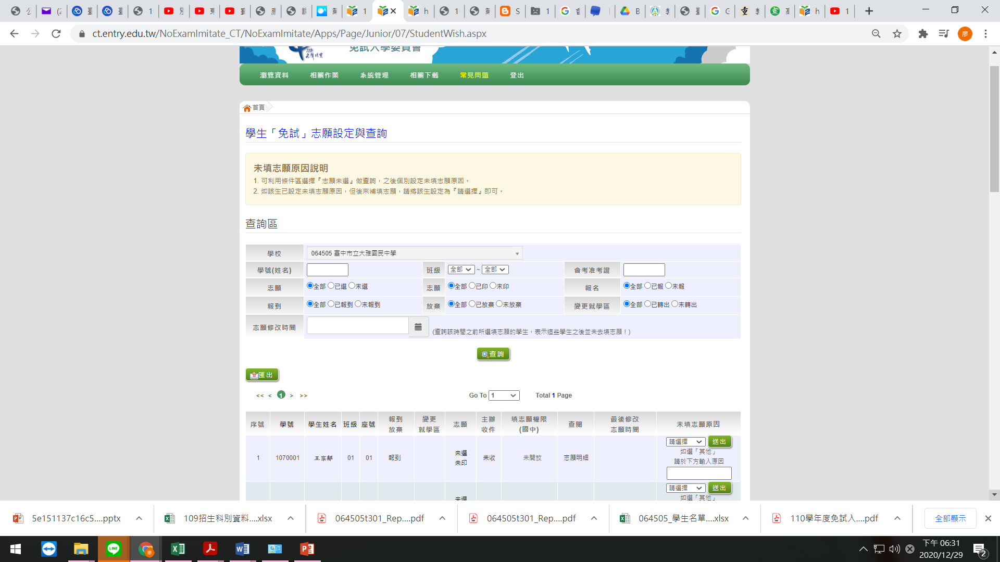 ct.entry.edu.tw/NoExamImitate_CT/NoExamImitate/Apps/Page/Junior/07/StudentWish.aspx
廖
免試入學委員會
瀏覽資料 相關作業 系統管理 相關下載 常見問題 登出
首頁
學生「免試」志願設定與查詢
未填志願原因說明
1. 可利用條件區選擇『志願未選』做查詢，之後個別設定未填志願原因。
2. 如該生已設定未填志願原因，但後來補填志願，請將該生設定為『請選擇』即可。
查詢區
學校 064505 臺中市立大雅國民中學
學號(姓名) 班級 全部 ~ 全部 會考准考證
志願 全部 已選 未選 志願 全部 已印 未印 報名 全部 已報 未報
報到 全部 已報到 未報到 放棄 全部 已放棄 未放棄 變更就學區 全部 已轉出 未轉出
志願修改時間 (查詢該時間之前所選填志願的學生，表示這些學生之後並未去填志願！)
查詢
匯出
<< < 1 > >> Go To 1 Total 1 Page
序號 學號 學生姓名 班級 座號 報到 放棄 變更 就學區 志願 主辦 收件 填志願權限 (國中) 查閱 最後修改 志願時間 未填志願原因
1 1070001 王宗郁 01 01 報到 未選 未印 未收 未開放 志願明細 請選擇 送出
如選「其他」
請於下方輸入原因
未選 請選擇 送出
如選「其他」
5e151137c16c5....pptx 109招生科別資料....xlsx 064505t301_Rep....pdf 064505t301_Rep....pdf 064505_學生名單....xlsx 110學年度免試入....pdf 全部顯示
下午 06:31
2020/12/29
2